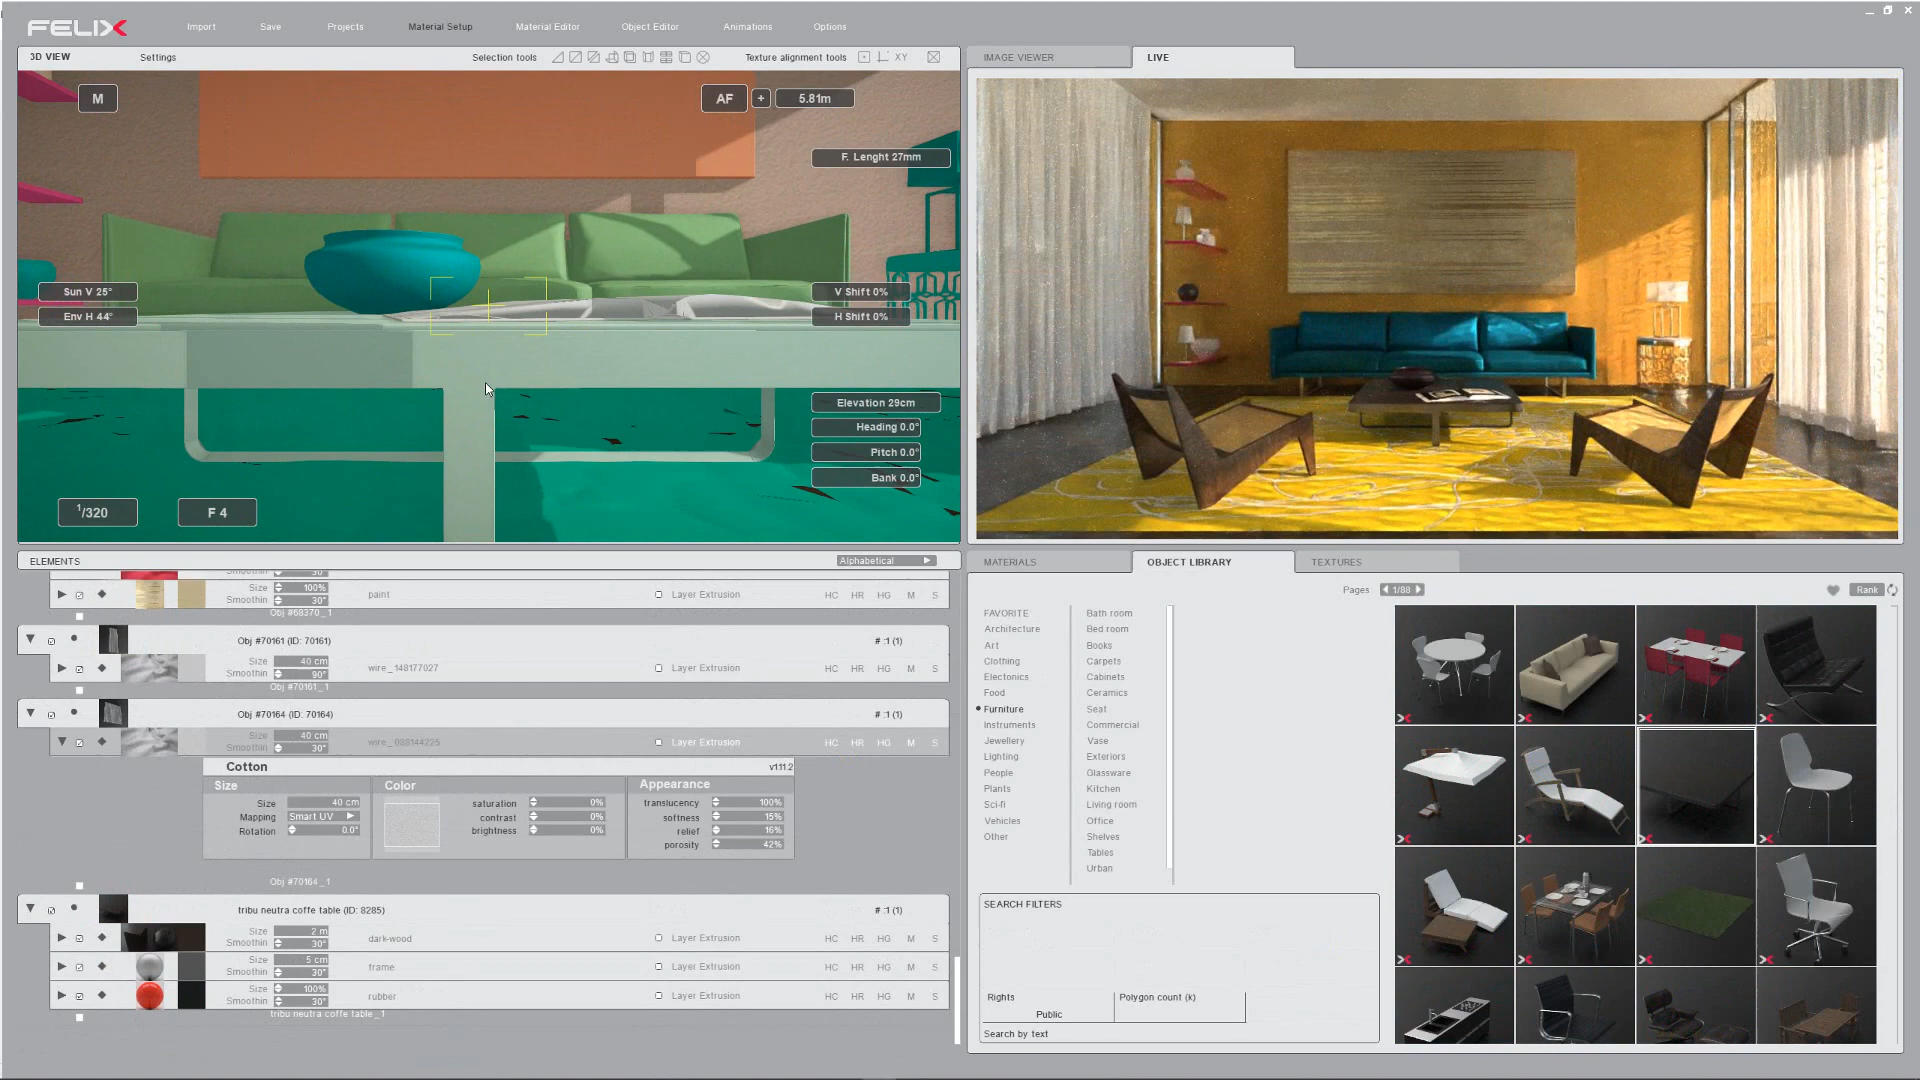 FELIX
Import Save Projects Material Setup Material Editor Object Editor Animations Options
3D VIEW Settings Selection tools Texture alignment tools XY
IMAGE VIEWER LIVE
M AF + 5.81m
F. Lenght 27mm
Sun V 25° V Shift 0%
Env H 44° H Shift 0%
Elevation 29cm
Heading 0.0°
Pitch 0.0°
Bank 0.0°
1/320 F 4
ELEMENTS Alphabetical
Smoothin 30°
Size 100% paint Layer Extrusion HC HR HG M S
Smoothin 30°
Obj #68370_1
Obj #70161 (ID: 70161) # :1 (1)
Size 40 cm wire_148177027 Layer Extrusion HC HR HG M S
Smoothin 90°
Obj #70161_1
Obj #70164 (ID: 70164) # :1 (1)
Size 40 cm wire_088144225 Layer Extrusion HC HR HG M S
Smoothin 30°
Cotton v1.11.2
Size Color Appearance
Size 40 cm saturation 0% translucency 100%
Mapping Smart UV contrast 0% softness 15%
Rotation 0.0° brightness 0% relief 16%
porosity 42%
Obj #70164_1
tribu neutra coffe table (ID: 8285) # :1 (1)
Size 2 m dark-wood Layer Extrusion HC HR HG M S
Smoothin 30°
Size 5 cm frame Layer Extrusion HC HR HG M S
Smoothin 30°
Size 100% rubber Layer Extrusion HC HR HG M S
Smoothin 30°
tribu neutra coffe table_1
MATERIALS OBJECT LIBRARY TEXTURES
Pages 1/88 Rank
FAVORITE Bath room
Architecture Bed room
Art Books
Clothing Carpets
Electonics Cabinets
Food Ceramics
Furniture Seat
Instruments Commercial
Jewellery Vase
Lighting Exteriors
People Glassware
Plants Kitchen
Sci-fi Living room
Vehicles Office
Other Shelves
Tables
Urban
SEARCH FILTERS
Rights Polygon count (k)
Public
Search by text